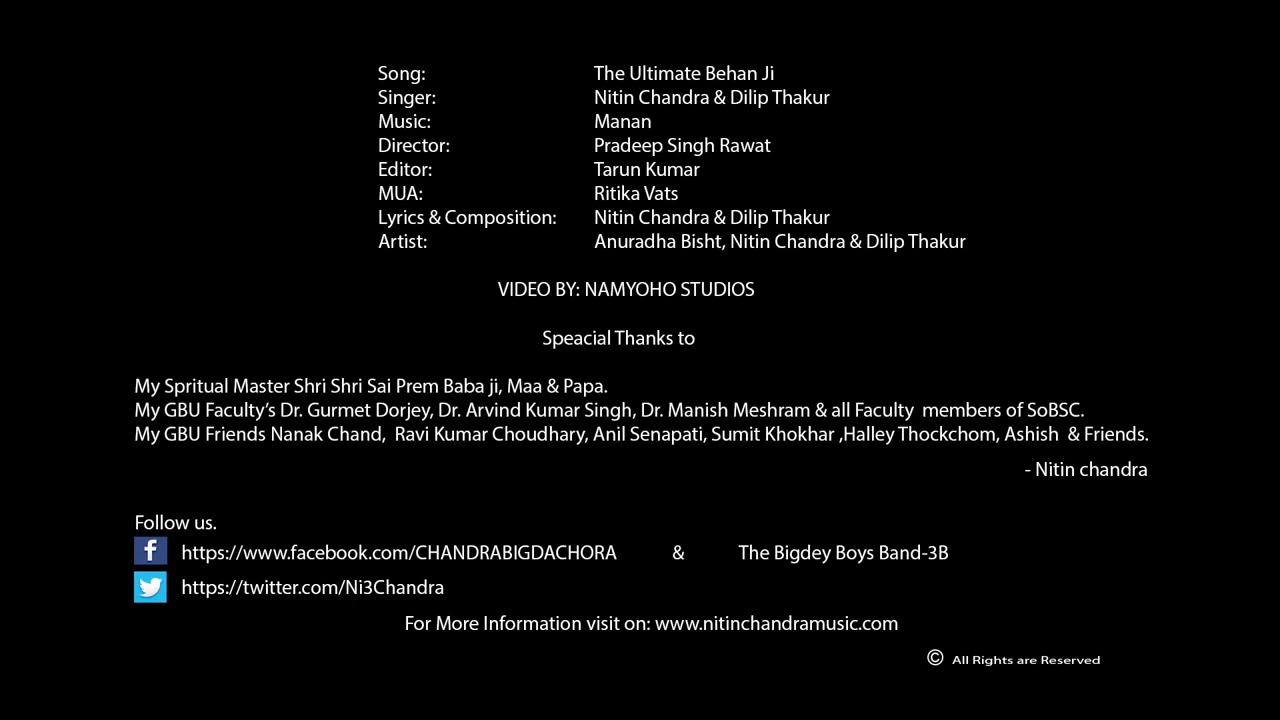 Song: The Ultimate Behan Ji
Singer: Nitin Chandra & Dilip Thakur
Music: Manan
Director: Pradeep Singh Rawat
Editor: Tarun Kumar
MUA: Ritika Vats
Lyrics & Composition: Nitin Chandra & Dilip Thakur
Artist: Anuradha Bisht, Nitin Chandra & Dilip Thakur
VIDEO BY: NAMYOHO STUDIOS
Speacial Thanks to
My Spritual Master Shri Shri Sai Prem Baba ji, Maa & Papa.
My GBU Faculty's Dr. Gurmet Dorjey, Dr. Arvind Kumar Singh, Dr. Manish Meshram & all Faculty  members of SoBSC.
My GBU Friends Nanak Chand,  Ravi Kumar Choudhary, Anil Senapati, Sumit Khokhar ,Halley Thockchom, Ashish  & Friends.
- Nitin chandra
Follow us.
f https://www.facebook.com/CHANDRABIGDACHORA & The Bigdey Boys Band-3B
https://twitter.com/Ni3Chandra
For More Information visit on: www.nitinchandramusic.com
© All Rights are Reserved